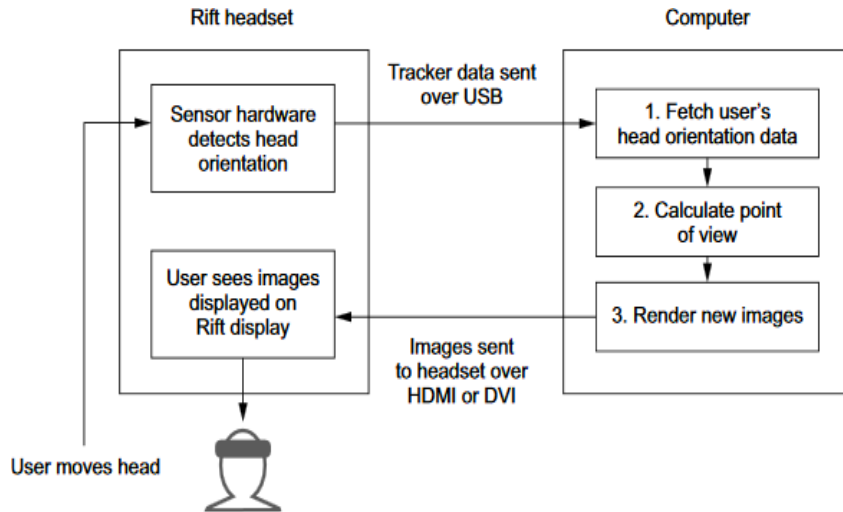 Rift headset
Computer
Sensor hardware
detects head
orientation
Tracker data sent
over USB
1. Fetch user's
head orientation data
2. Calculate point
of view
3. Render new images
User sees images
displayed on
Rift display
Images sent
to headset over
HDMI or DVI
User moves head